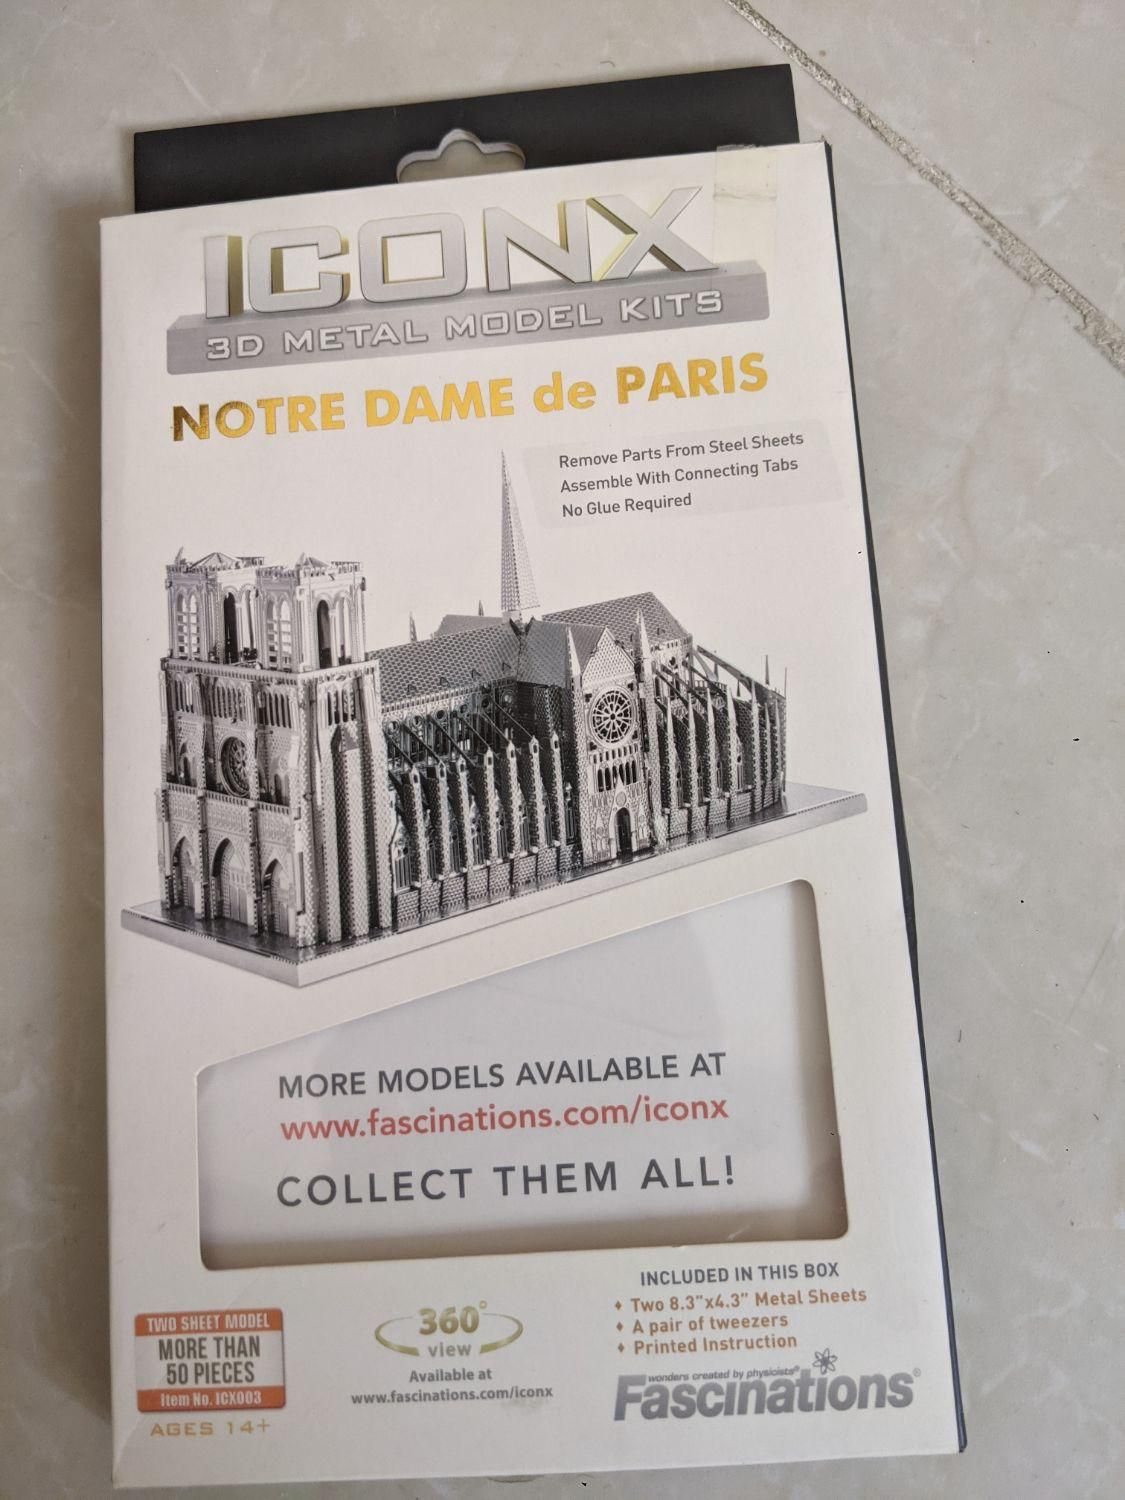 ICONX
3D METAL MODEL KITS
NOTRE DAME de PARIS
Remove Parts From Steel Sheets
Assemble With Connecting Tabs
No Glue Required
MORE MODELS AVAILABLE AT
www.fascinations.com/iconx
COLLECT THEM ALL!
TWO SHEET MODEL
MORE THAN
50 PIECES
Item No. ICX003
AGES 14+
360°
view
Available at
www.fascinations.com/iconx
INCLUDED IN THIS BOX
♦ Two 8.3"x4.3" Metal Sheets
♦ A pair of tweezers
♦ Printed Instruction
wonders created by physicists®
Fascinations®